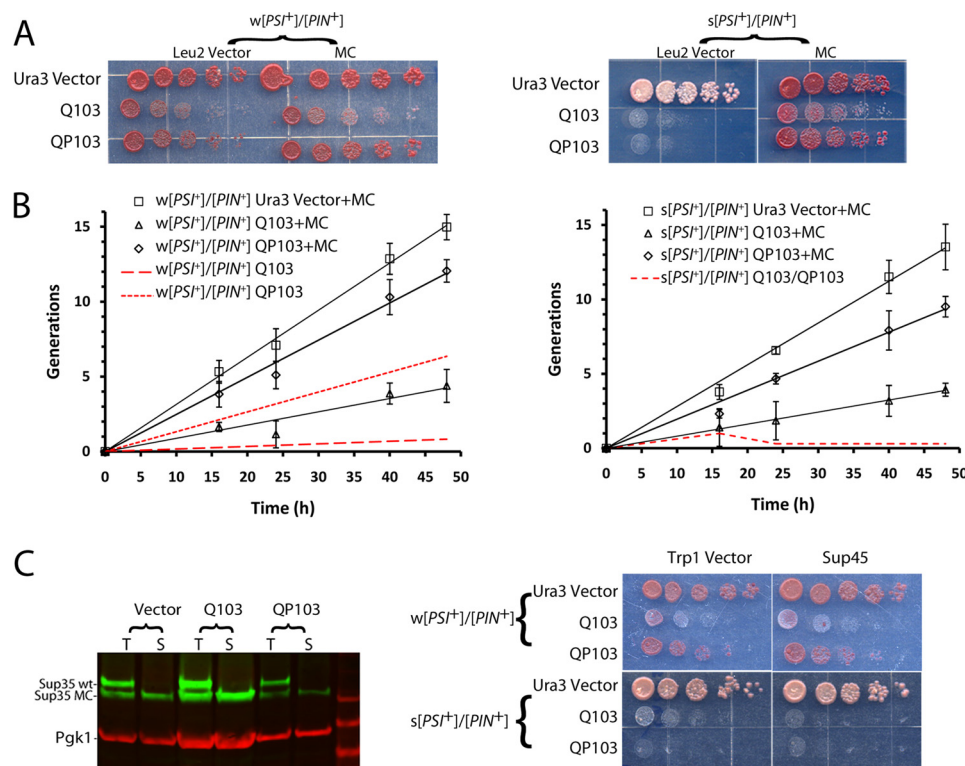 A
w[PSI+]/[PIN+]
Leu2 Vector MC
Ura3 Vector
Q103
QP103
s[PSI+]/[PIN+]
Leu2 Vector MC
Ura3 Vector
Q103
QP103
B
w[PSI+]/[PIN+] Ura3 Vector+MC
w[PSI+]/[PIN+] Q103+MC
w[PSI+]/[PIN+] QP103+MC
w[PSI+]/[PIN+] Q103
w[PSI+]/[PIN+] QP103
Generations
15
10
5
0
0 5 10 15 20 25 30 35 40 45 50
Time (h)
s[PSI+]/[PIN+] Ura3 Vector+MC
s[PSI+]/[PIN+] Q103+MC
s[PSI+]/[PIN+] QP103+MC
s[PSI+]/[PIN+] Q103/QP103
Generations
15
10
5
0
0 5 10 15 20 25 30 35 40 45 50
Time (h)
C
Vector Q103 QP103
T S T S T S
Sup35 wt
Sup35 MC
Pgk1
Trp1 Vector Sup45
w[PSI+]/[PIN+]
Ura3 Vector
Q103
QP103
s[PSI+]/[PIN+]
Ura3 Vector
Q103
QP103